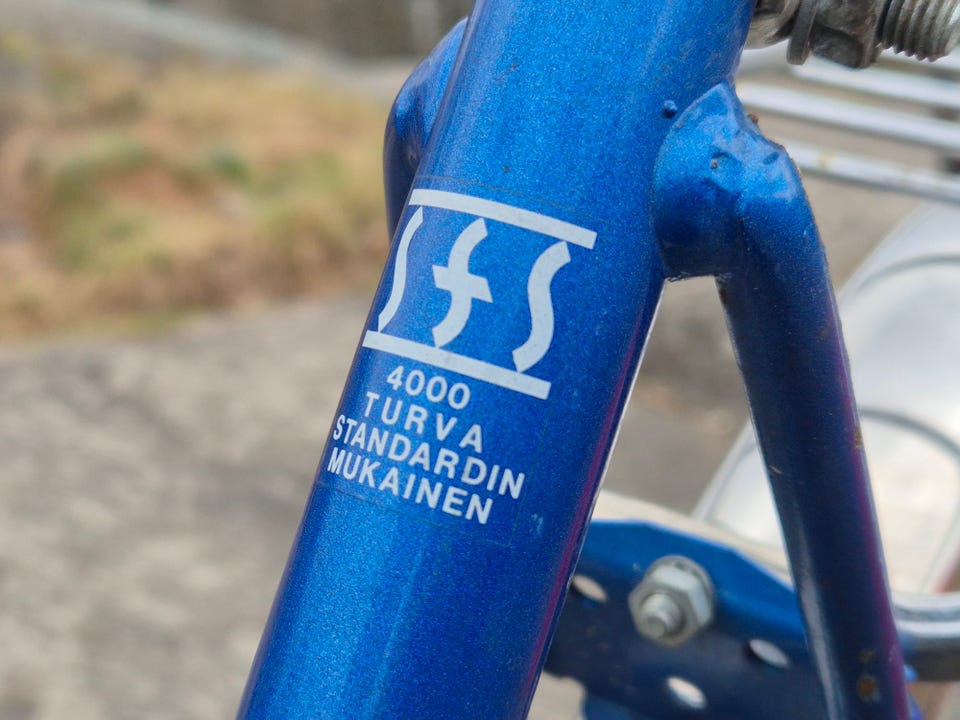 SFS
4000
TURVA
STANDARDIN
MUKAINEN